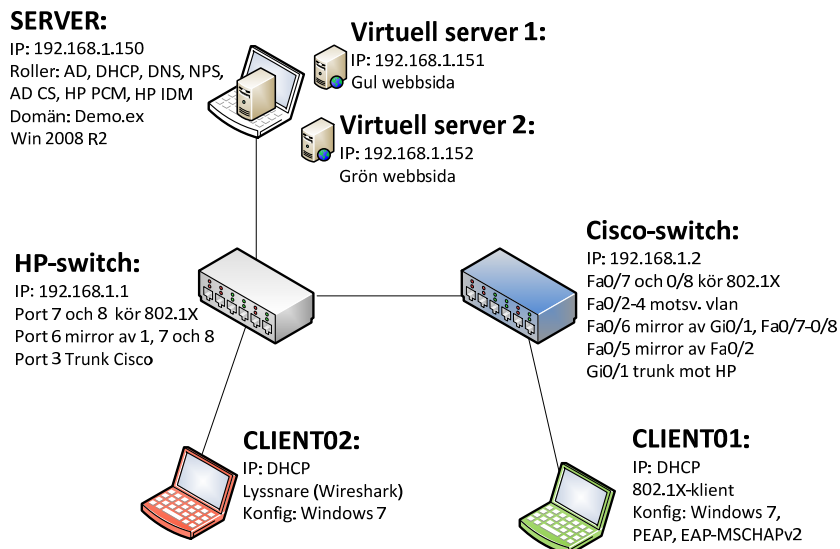 SERVER:
IP: 192.168.1.150
Roller: AD, DHCP, DNS, NPS,
AD CS, HP PCM, HP IDM
Domän: Demo.ex
Win 2008 R2
Virtuell server 1:
IP: 192.168.1.151
Gul webbsida
Virtuell server 2:
IP: 192.168.1.152
Grön webbsida
HP-switch:
IP: 192.168.1.1
Port 7 och 8 kör 802.1X
Port 6 mirror av 1, 7 och 8
Port 3 Trunk Cisco
Cisco-switch:
IP: 192.168.1.2
Fa0/7 och 0/8 kör 802.1X
Fa0/2-4 motsv. vlan
Fa0/6 mirror av Gi0/1, Fa0/7-0/8
Fa0/5 mirror av Fa0/2
Gi0/1 trunk mot HP
CLIENT02:
IP: DHCP
Lyssnare (Wireshark)
Konfig: Windows 7
CLIENT01:
IP: DHCP
802.1X-klient
Konfig: Windows 7,
PEAP, EAP-MSCHAPv2